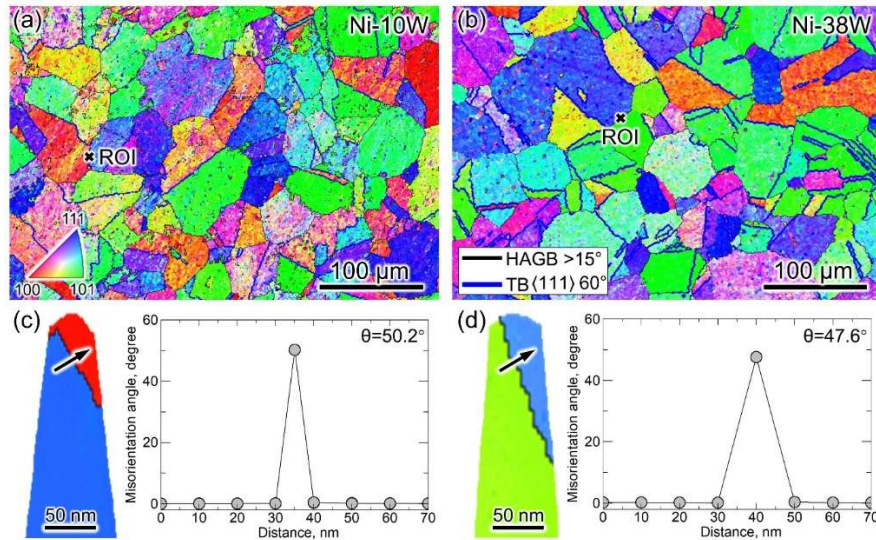 (a) Ni-10W
ROI
111
100 101
100 µm
(b) Ni-38W
ROI
HAGB >15°
TB⟨111⟩ 60°
100 µm
(c)
50 nm
Misorientation angle, degree
60
40
20
0
θ=50.2°
0 10 20 30 40 50 60 70
Distance, nm
(d)
50 nm
Misorientation angle, degree
60
40
20
0
θ=47.6°
0 10 20 30 40 50 60 70
Distance, nm